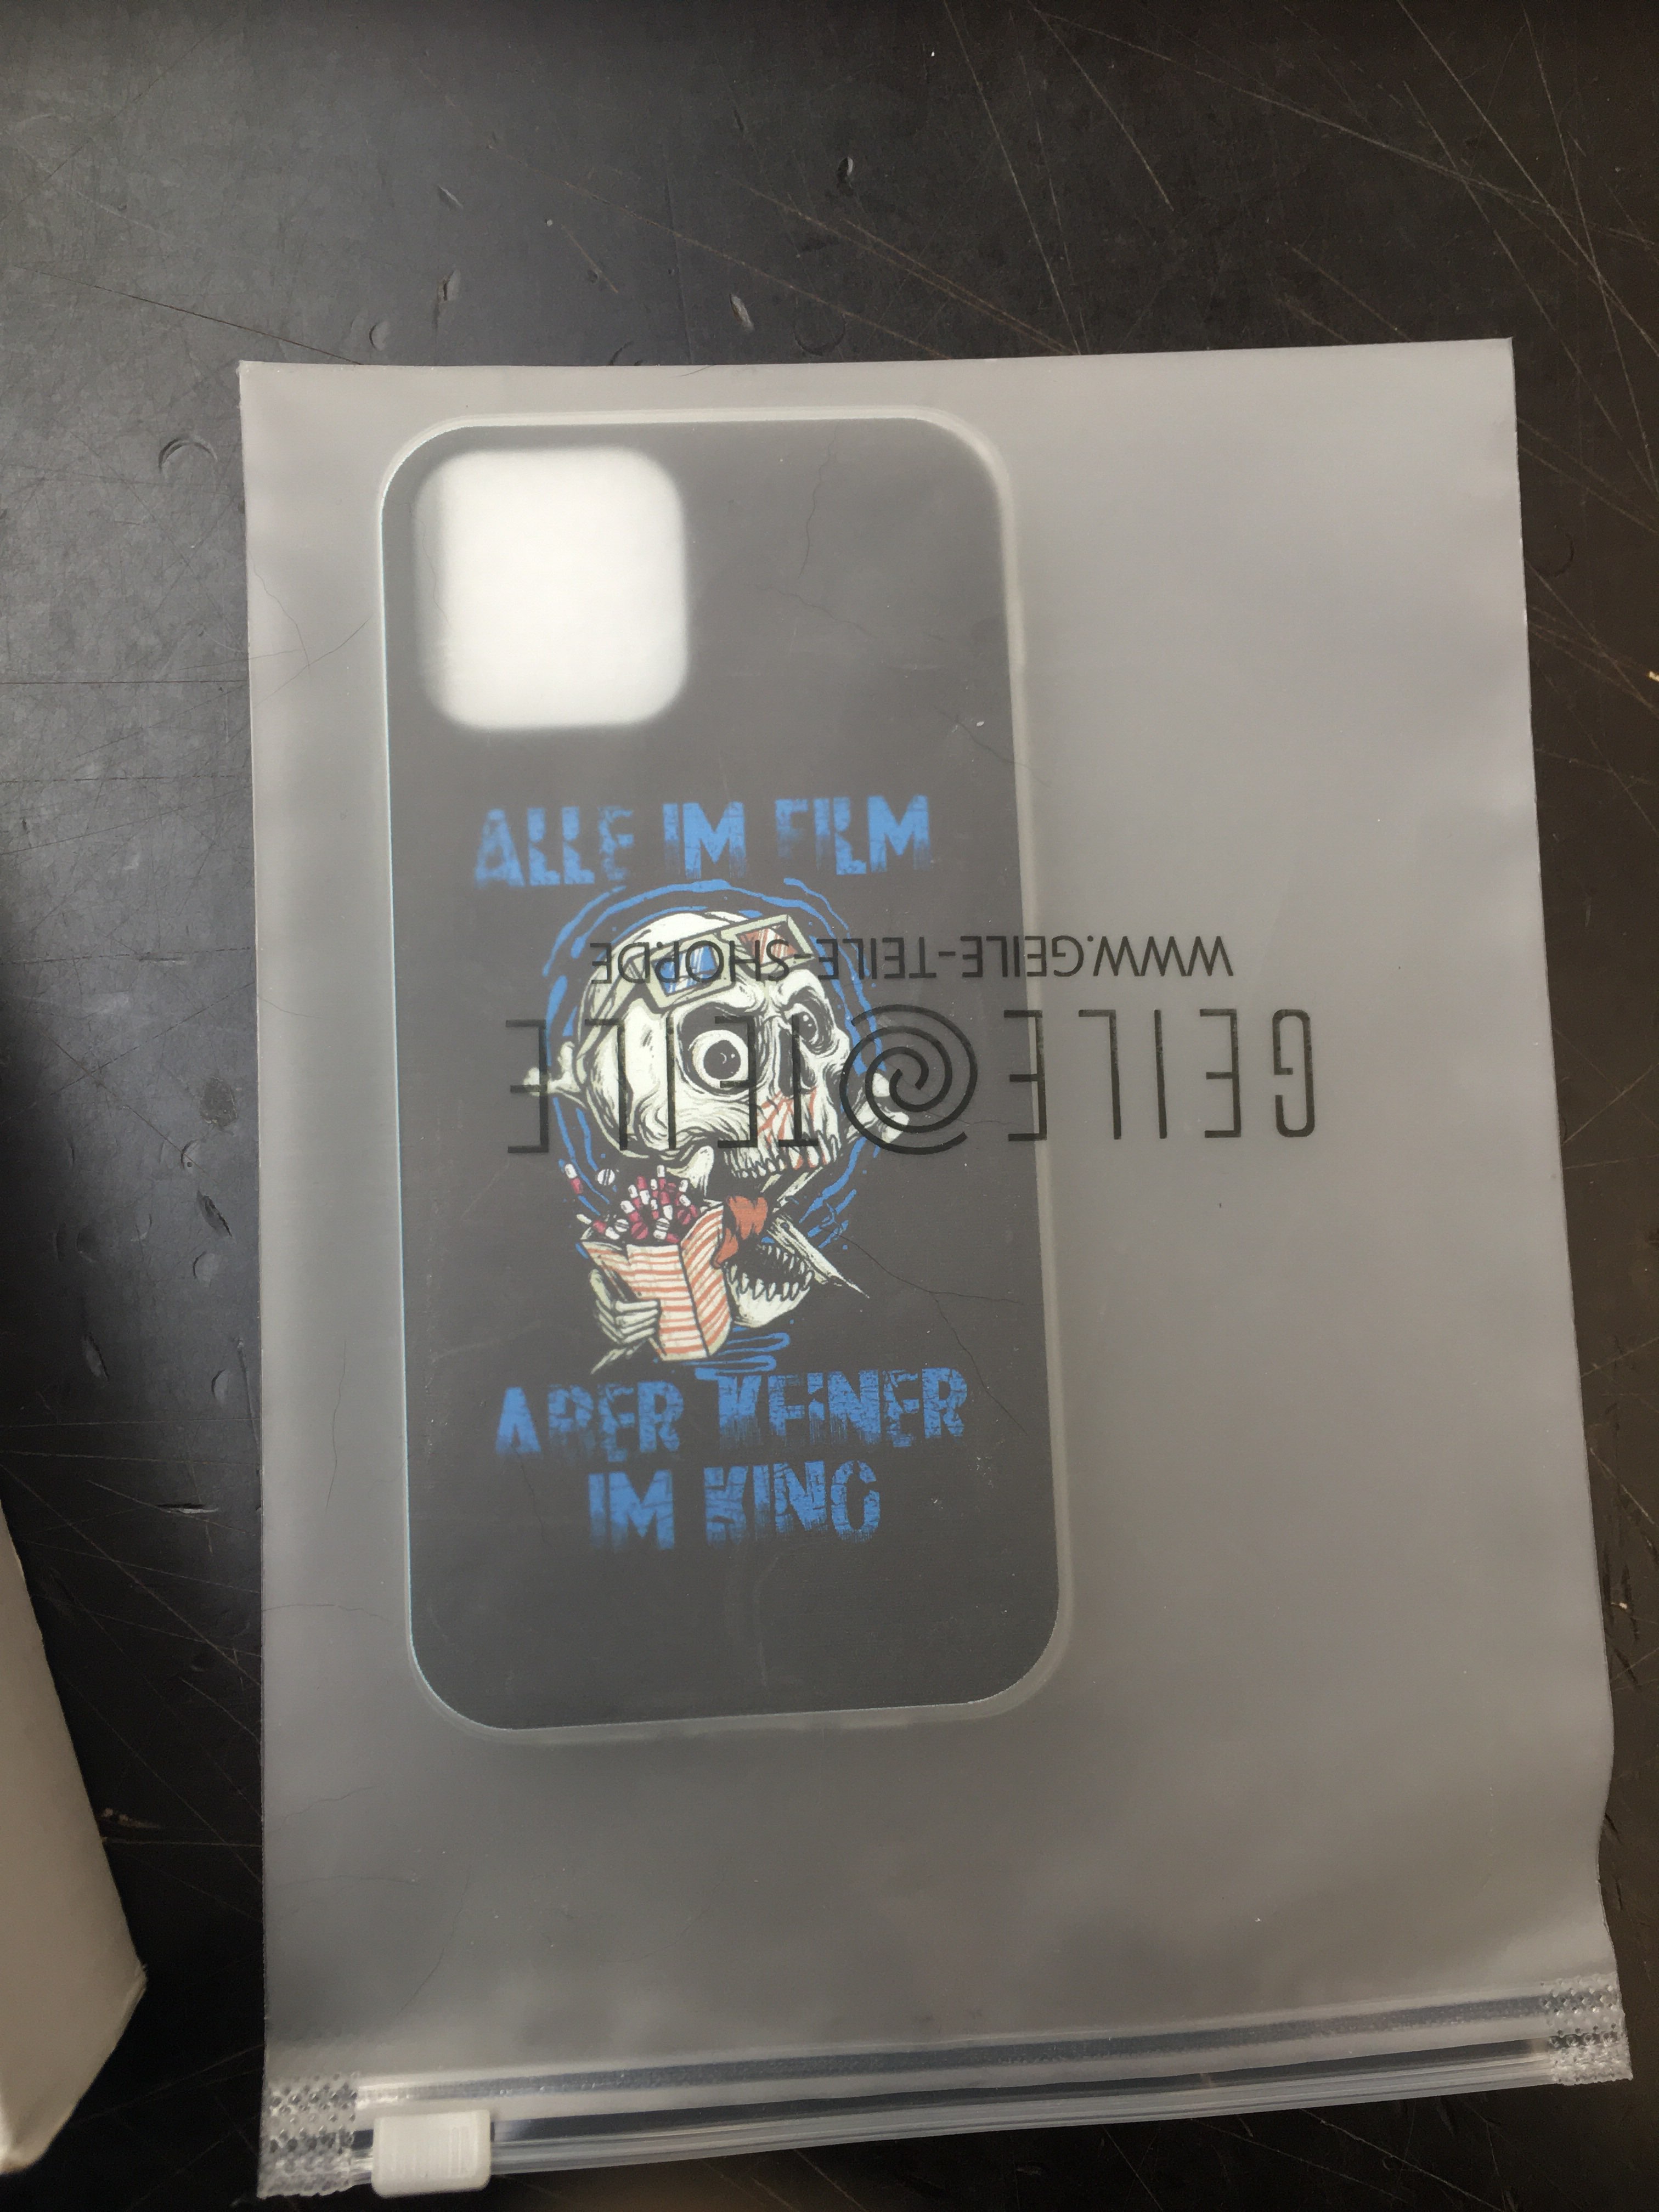 ALLE IM FILM
WWW.GEILE-TEILE-SHOP.DE
GEILE TEILE
ABER KEINER
IM KINO